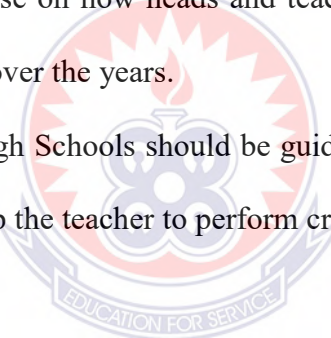 on how heads and teac
over the years.
gh Schools should be guid
the teacher to perform cr
EDUCATION FOR SERVICE